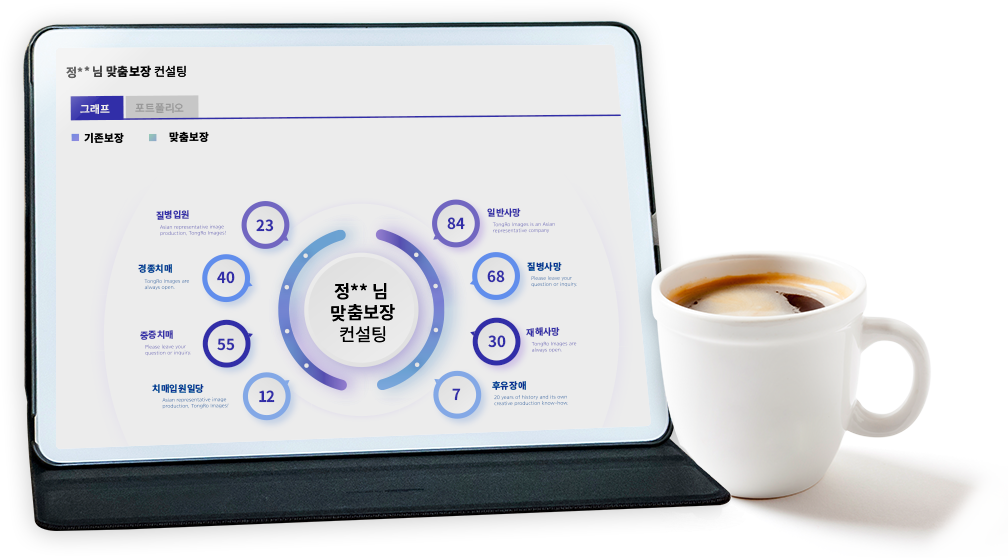 정** 님 맞춤보장 컨설팅
그래프
포트폴리오
기존보장
맞춤보장
질병입원
Asian representative image
production, TongRo Images!
23
경증치매
TongRo Images are
always open.
40
중증치매
Please leave your
question or inquiry
55
치매입원일당
Asian representative image
production, TongRo Images!
12
정** 님
맞춤보장
컨설팅
84
일반사망
TongRo Images is an Asian
representative company
68
질병사망
Please leave your
question or inquiry
30
재해사망
TongRo Images are
always open.
7
후유장애
20 years of history and its own
creative production know-how,